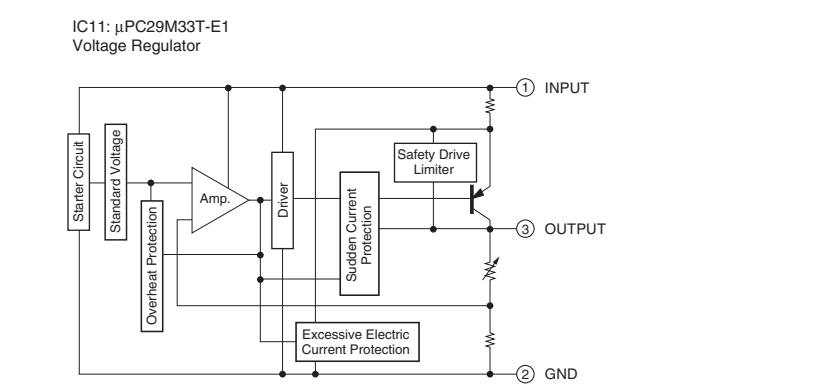 IC11: µPC29M33T-E1
Voltage Regulator
1 INPUT
Starter Circuit
Standard Voltage
Overheat Protection
Amp.
Driver
Sudden Current
Protection
Safety Drive
Limiter
3 OUTPUT
Excessive Electric
Current Protection
2 GND